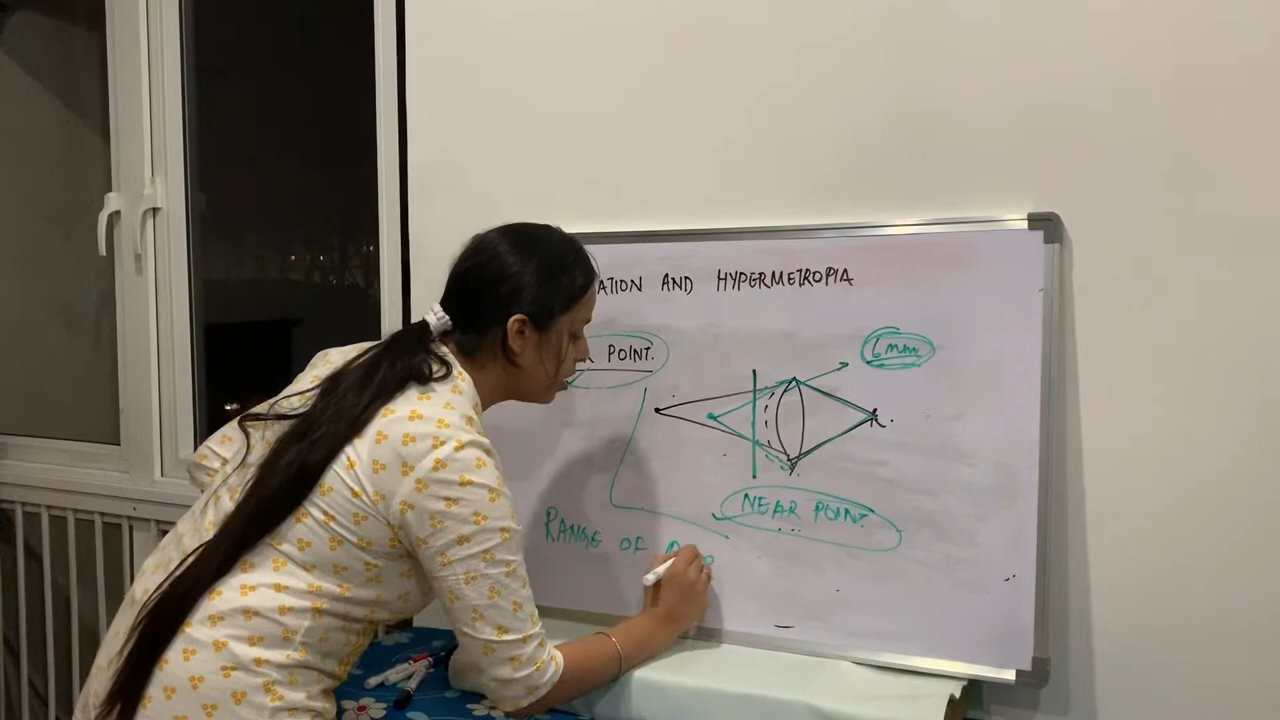 ATION AND HYPERMETROPIA
POINT.
6mm
NEAR POINT
RANGE OF